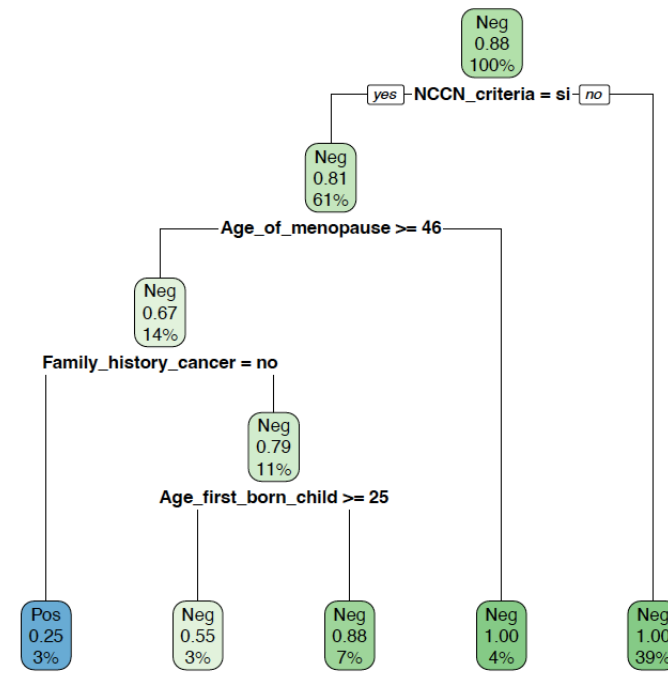 Neg
0.88
100%
yes NCCN_criteria = si no
Neg
0.81
61%
Age_of_menopause >= 46
Neg
0.67
14%
Family_history_cancer = no
Neg
0.79
11%
Age_first_born_child >= 25
Pos
0.25
3%
Neg
0.55
3%
Neg
0.88
7%
Neg
1.00
4%
Neg
1.00
39%